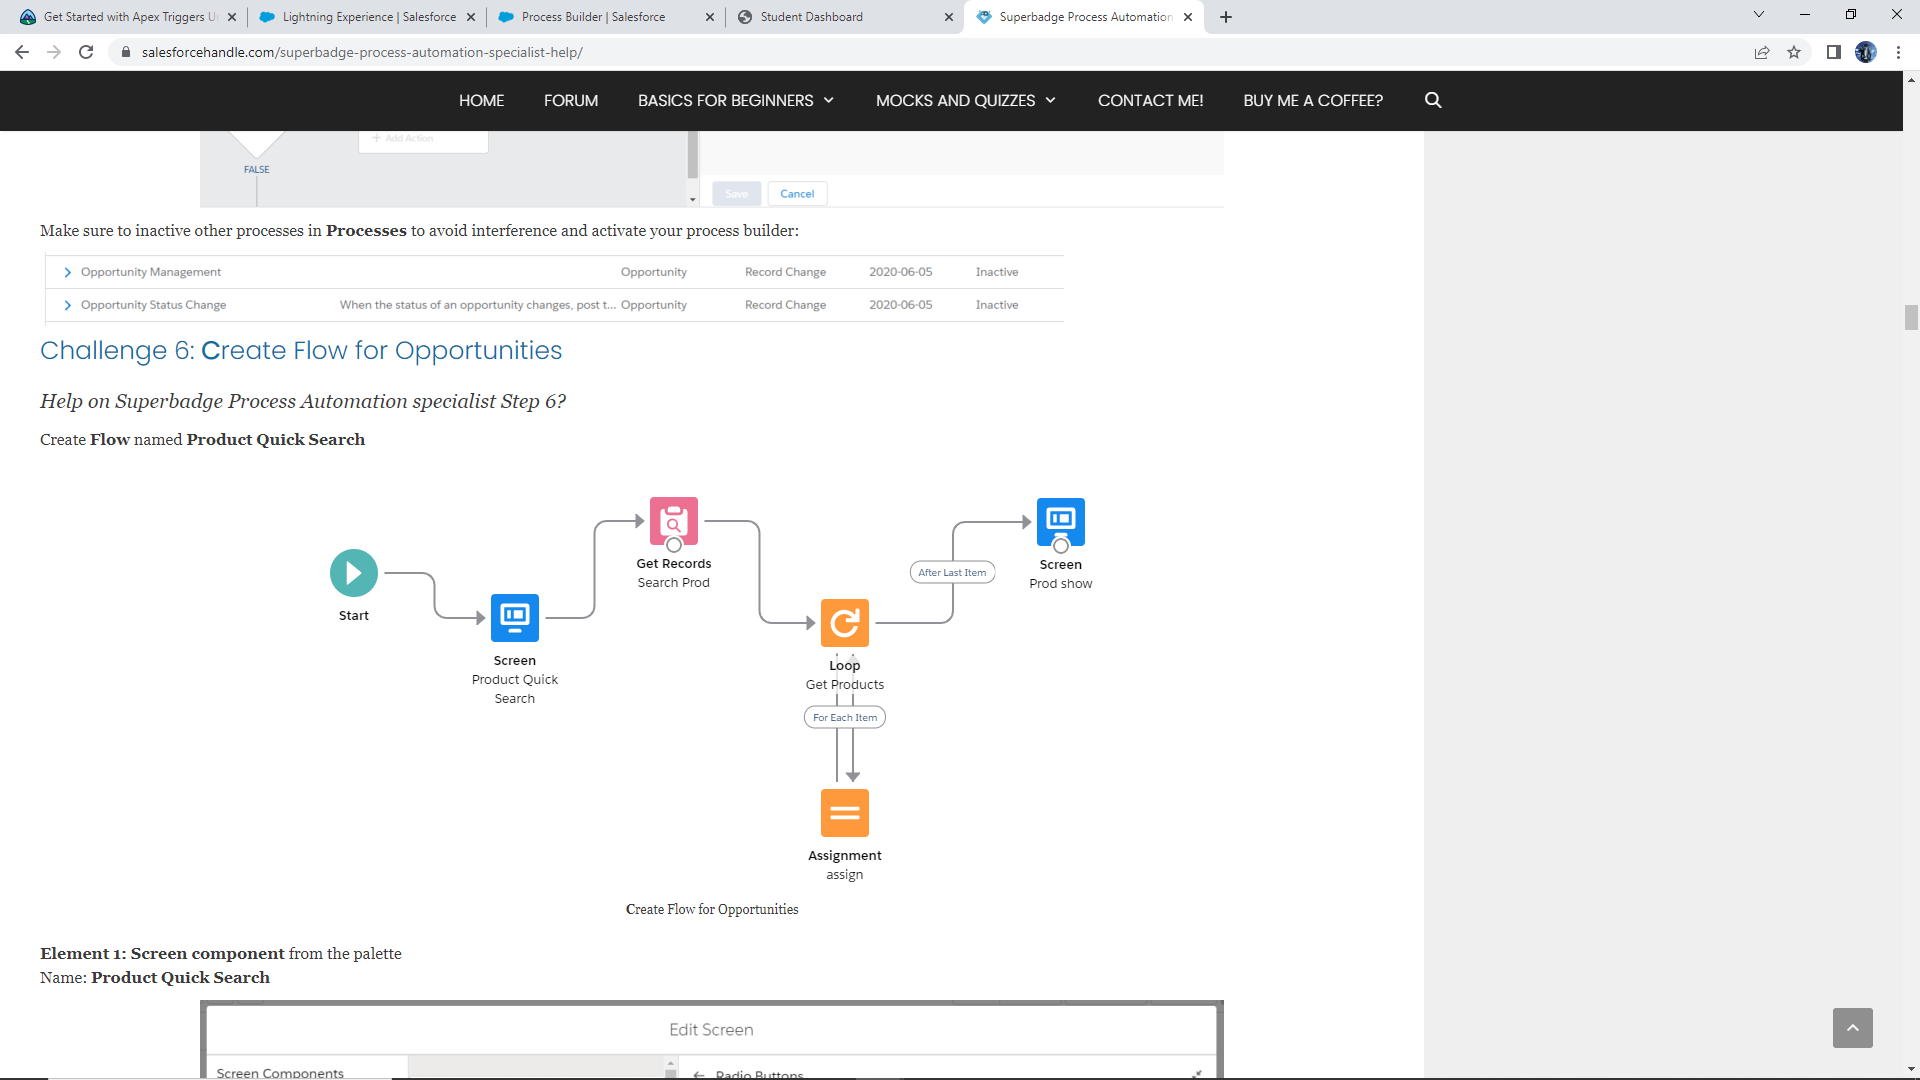 Get Started with Apex Triggers U
Lightning Experience | Salesforce
Process Builder | Salesforce
Student Dashboard
Superbadge Process Automation
salesforcehandle.com/superbadge-process-automation-specialist-help/
HOME
FORUM
BASICS FOR BEGINNERS
MOCKS AND QUIZZES
CONTACT ME!
BUY ME A COFFEE?
+ Add Action
FALSE
Save
Cancel
Make sure to inactive other processes in Processes to avoid interference and activate your process builder:
Opportunity Management Opportunity Record Change 2020-06-05 Inactive
Opportunity Status Change When the status of an opportunity changes, post t... Opportunity Record Change 2020-06-05 Inactive
Challenge 6: Create Flow for Opportunities
Help on Superbadge Process Automation specialist Step 6?
Create Flow named Product Quick Search
Start
Screen
Product Quick
Search
Get Records
Search Prod
Loop
Get Products
For Each Item
Assignment
assign
After Last Item
Screen
Prod show
Create Flow for Opportunities
Element 1: Screen component from the palette
Name: Product Quick Search
Edit Screen
Screen Components
Radio Buttons